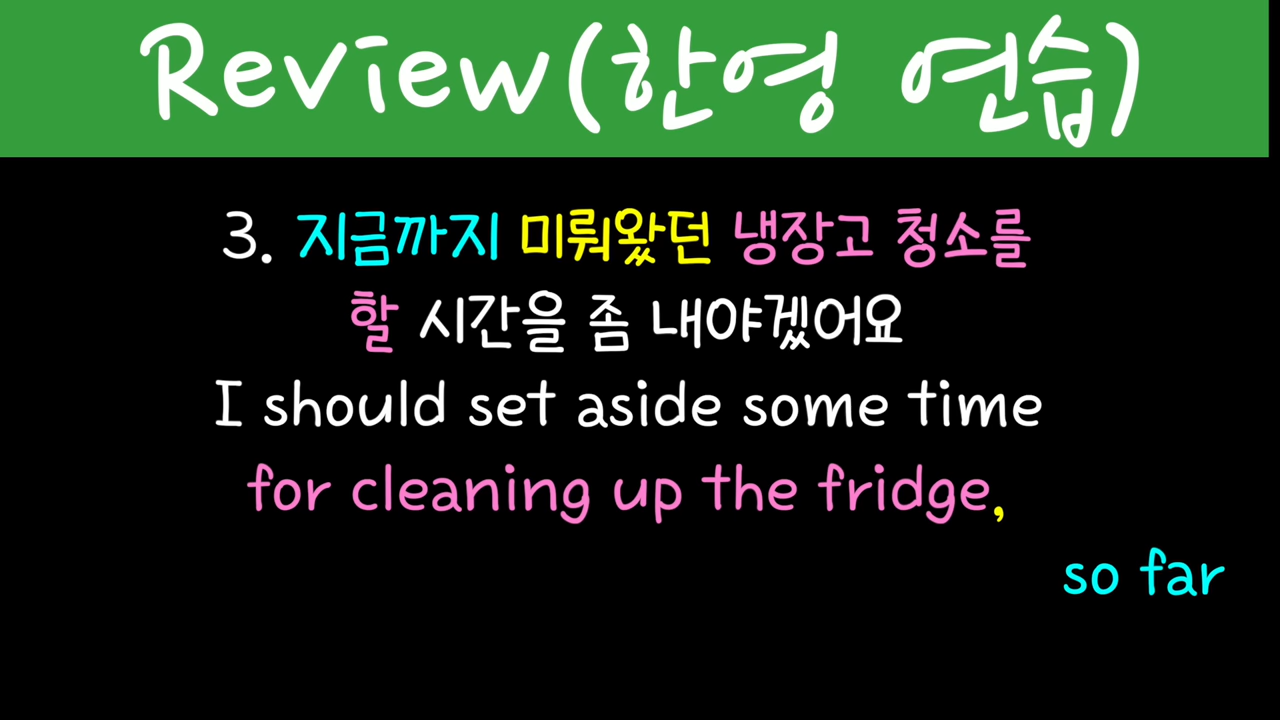 Review(한영 연습)
3. 지금까지 미뤄왔던 냉장고 청소를
할 시간을 좀 내야겠어요
I should set aside some time
for cleaning up the fridge,
so far